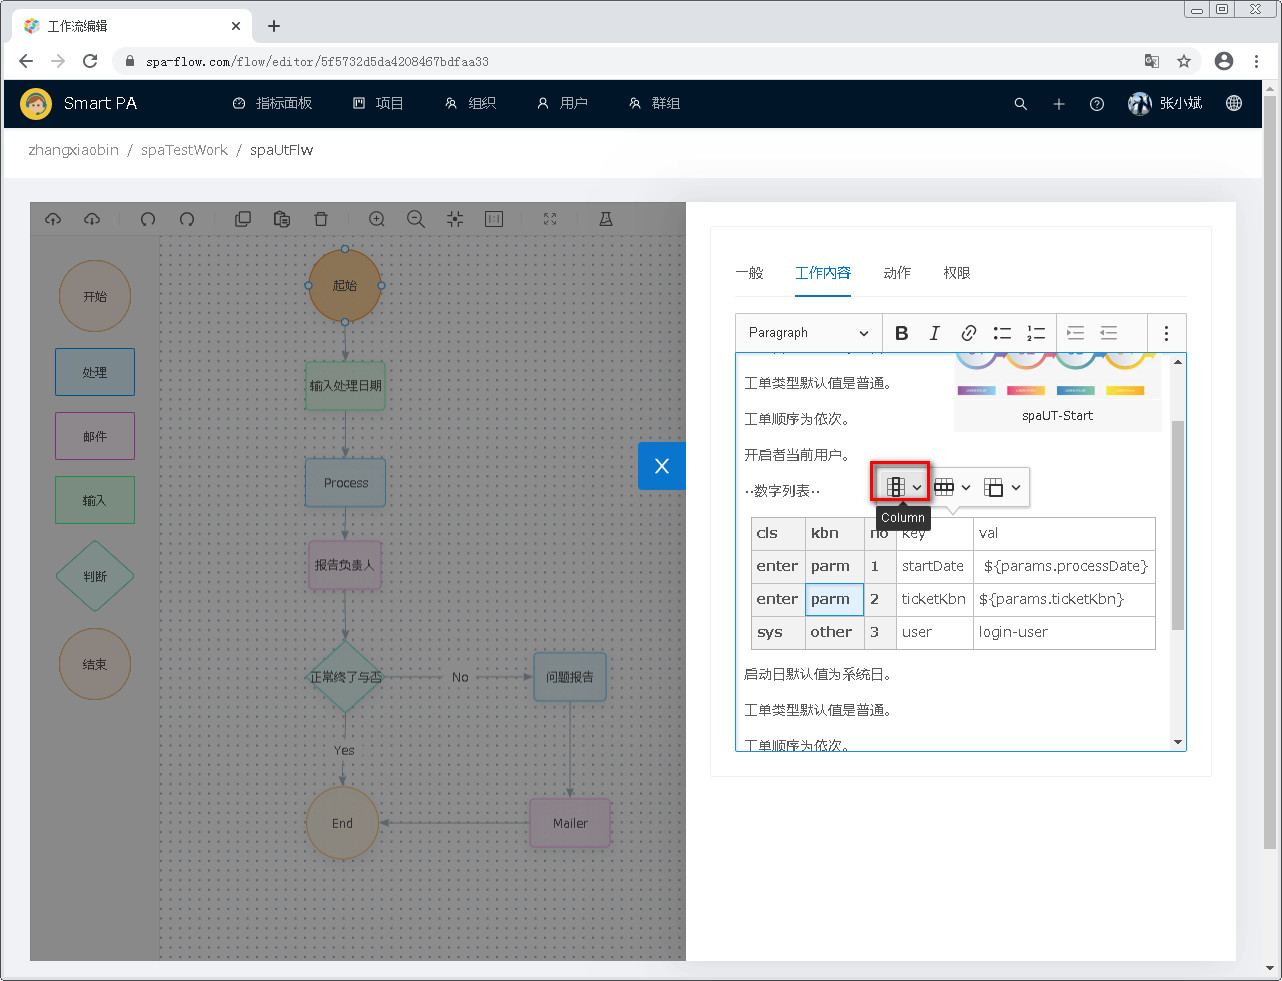 工作流编辑
spa-flow.com/flow/editor/5f5732d5da4208467bdfaa33
Smart PA
指标面板
项目
组织
用户
群组
张小斌
zhangxiaobin / spaTestWork / spaUtFlw
开始
处理
邮件
输入
判断
结束
起始
输入处理日期
Process
报告负责人
正常终了与否
No
问题报告
Yes
End
Mailer
一般
工作内容
动作
权限
Paragraph
B
I
工单类型默认值是普通。
spaUT-Start
工单顺序为依次。
开启者当前用户。
··数字列表··
Column
cls kbn no key val
enter parm 1 startDate ${params.processDate}
enter parm 2 ticketKbn ${params.ticketKbn}
sys other 3 user login-user
启动日默认值为系统日。
工单类型默认值是普通。
工单顺序为依次。